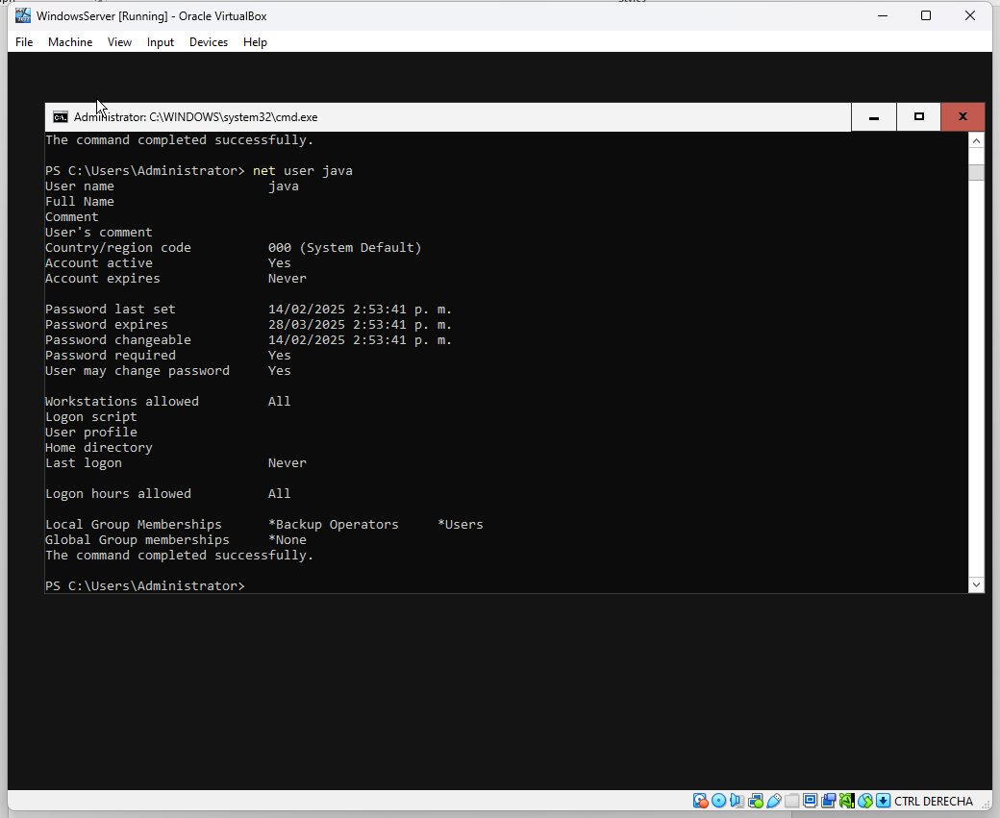 WindowsServer [Running] - Oracle VirtualBox
File Machine View Input Devices Help
Administrator: C:\WINDOWS\system32\cmd.exe
The command completed successfully.
PS C:\Users\Administrator> net user java
User name java
Full Name
Comment
User's comment
Country/region code 000 (System Default)
Account active Yes
Account expires Never
Password last set 14/02/2025 2:53:41 p. m.
Password expires 28/03/2025 2:53:41 p. m.
Password changeable 14/02/2025 2:53:41 p. m.
Password required Yes
User may change password Yes
Workstations allowed All
Logon script
User profile
Home directory
Last logon Never
Logon hours allowed All
Local Group Memberships *Backup Operators *Users
Global Group memberships *None
The command completed successfully.
PS C:\Users\Administrator>
CTRL DERECHA